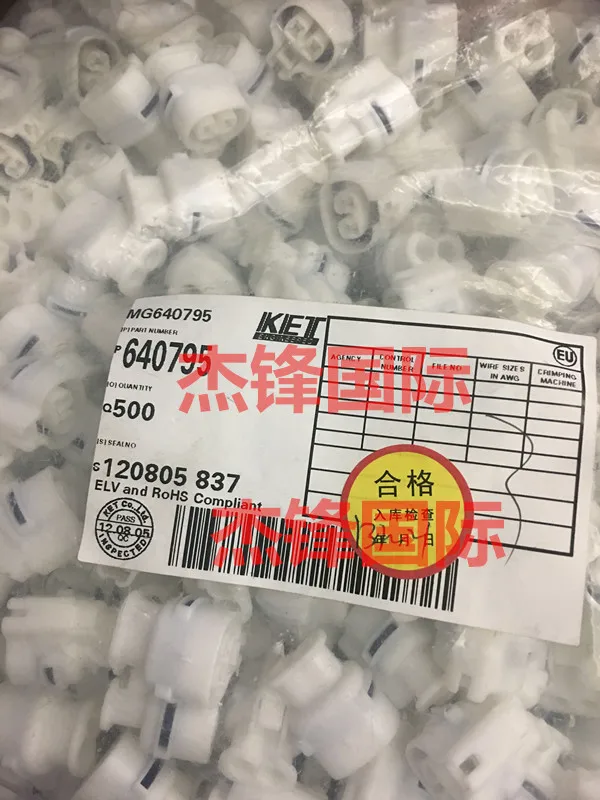 MG640795
KET
EU
[P] PART NUMBER
P 640795
AGENCY
CONTROL NUMBER
FILE NO.
WIRE SIZES IN AWG
CRIMPING MACHINE
杰锋国际
[Q] QUANTITY
Q500
[S] SEALNO
S120805 837
ELV and RoHS Compliant
合格
入库检查
年 月 日
杰锋国际
KET Co.,Ltd.
PASS
12.08.05
QC
INSPECTED